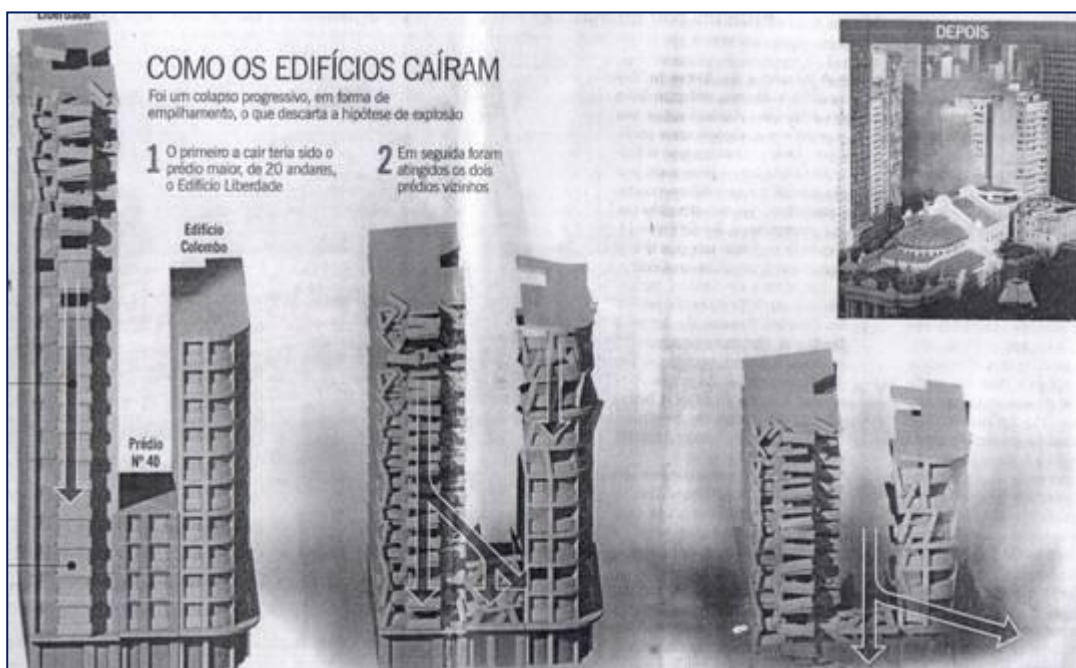 Liberdade
COMO OS EDIFÍCIOS CAÍRAM
Foi um colapso progressivo, em forma de
empilhamento, o que descarta a hipótese de explosão
1 O primeiro a cair teria sido o
prédio maior, de 20 andares,
o Edifício Liberdade
2 Em seguida foram
atingidos os dois
prédios vizinhos
Edifício
Colombo
Prédio
Nº 40
DEPOIS